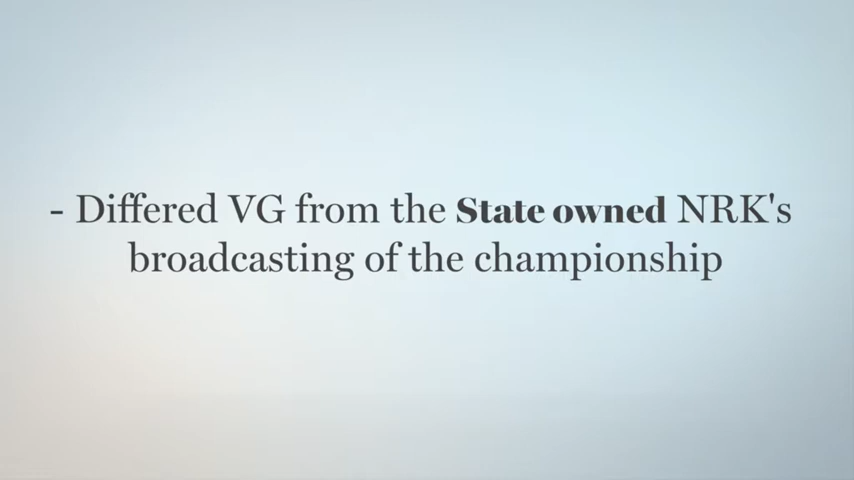 - Differed VG from the State owned NRK's
broadcasting of the championship